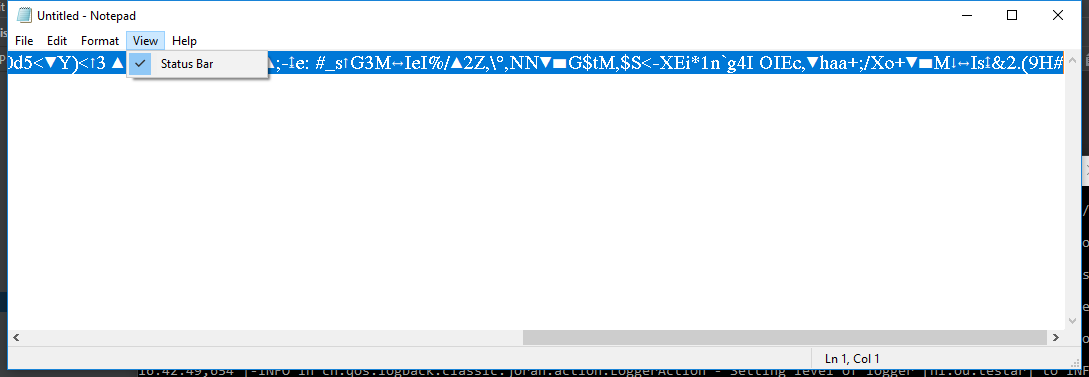 Untitled - Notepad
File Edit Format View Help
Status Bar
0d5<▼Y)<↑3 ▲ ▲;-↕e: #_s↑G3M↔IeI%/▲2Z,\°,NN▼▬G$tM,$S<-XEi*1n`g4I OIEc,▼haa+;/Xo+▼▬M↓↔Is↕&2.(9H#
Ln 1, Col 1
16:42:49,654 |-INFO in ch.qos.logback.classic.joran.action.LoggerAction - Setting level of logger [nl.ou.testar] to INF